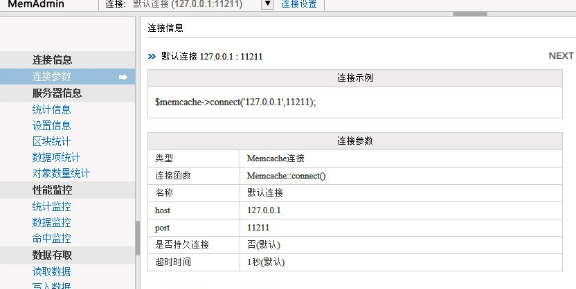 MemAdmin
连接: 默认连接 (127.0.0.1:11211) 连接设置
连接信息
连接参数
服务器信息
统计信息
设置信息
区块统计
数据项统计
对象数量统计
性能监控
统计监控
数据监控
命中监控
数据存取
读取数据
写入数据
连接信息
默认连接 127.0.0.1 : 11211
NEXT
连接示例
$memcache->connect('127.0.0.1',11211);
连接参数
类型 Memcache连接
连接函数 Memcache::connect()
名称 默认连接
host 127.0.0.1
port 11211
是否持久连接 否(默认)
超时时间 1秒(默认)